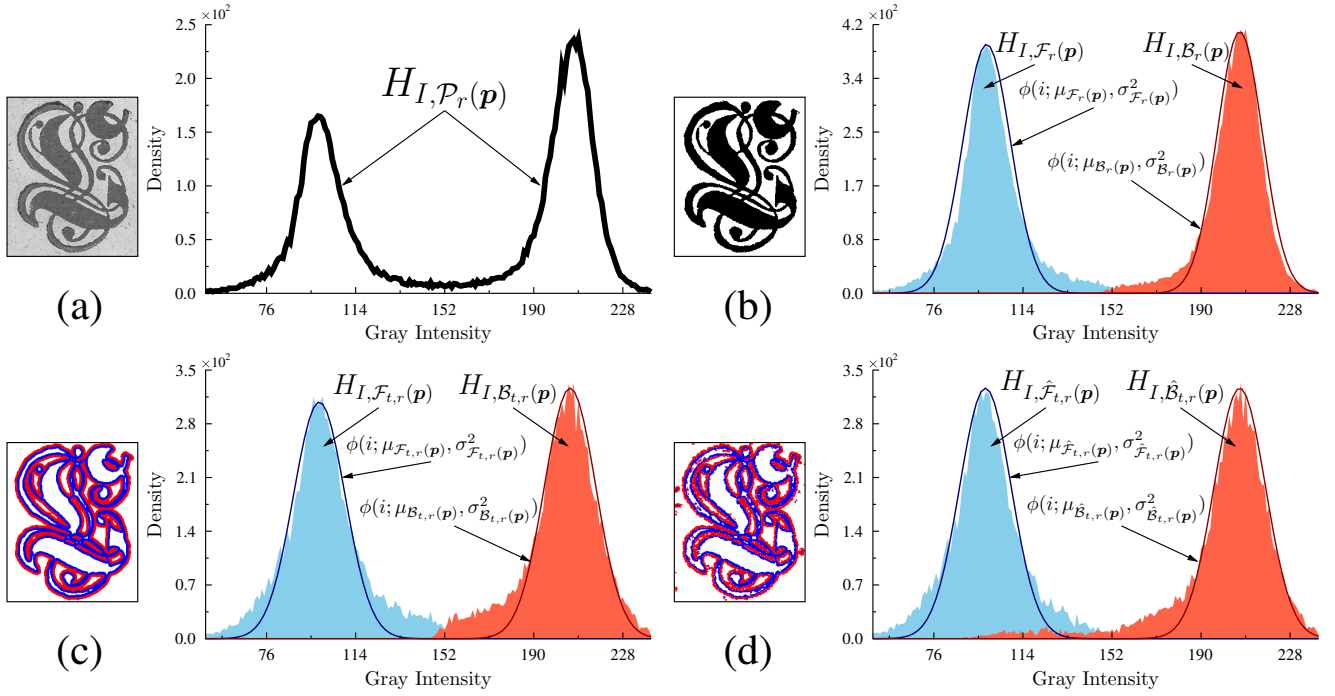 ×10²
2.5
2.0
1.5
1.0
0.5
0.0
Density
H_{I,𝒫_r(𝒑)}
76 114 152 190 228
Gray Intensity
(a)
×10²
4.2
3.4
2.5
1.7
0.8
0.0
Density
H_{I,ℱ_r(𝒑)} H_{I,ℬ_r(𝒑)}
ϕ(i; μ_{ℱ_r(𝒑)}, σ²_{ℱ_r(𝒑)})
ϕ(i; μ_{ℬ_r(𝒑)}, σ²_{ℬ_r(𝒑)})
76 114 152 190 228
Gray Intensity
(b)
×10²
3.5
2.8
2.1
1.4
0.7
0.0
Density
H_{I,ℱ_{t,r}(𝒑)} H_{I,ℬ_{t,r}(𝒑)}
ϕ(i; μ_{ℱ_{t,r}(𝒑)}, σ²_{ℱ_{t,r}(𝒑)})
ϕ(i; μ_{ℬ_{t,r}(𝒑)}, σ²_{ℬ_{t,r}(𝒑)})
76 114 152 190 228
Gray Intensity
(c)
×10²
3.5
2.8
2.1
1.4
0.7
0.0
Density
H_{I,ℱ̂_{t,r}(𝒑)} H_{I,ℬ̂_{t,r}(𝒑)}
ϕ(i; μ_{ℱ̂_{t,r}(𝒑)}, σ²_{ℱ̂_{t,r}(𝒑)})
ϕ(i; μ_{ℬ̂_{t,r}(𝒑)}, σ²_{ℬ̂_{t,r}(𝒑)})
76 114 152 190 228
Gray Intensity
(d)